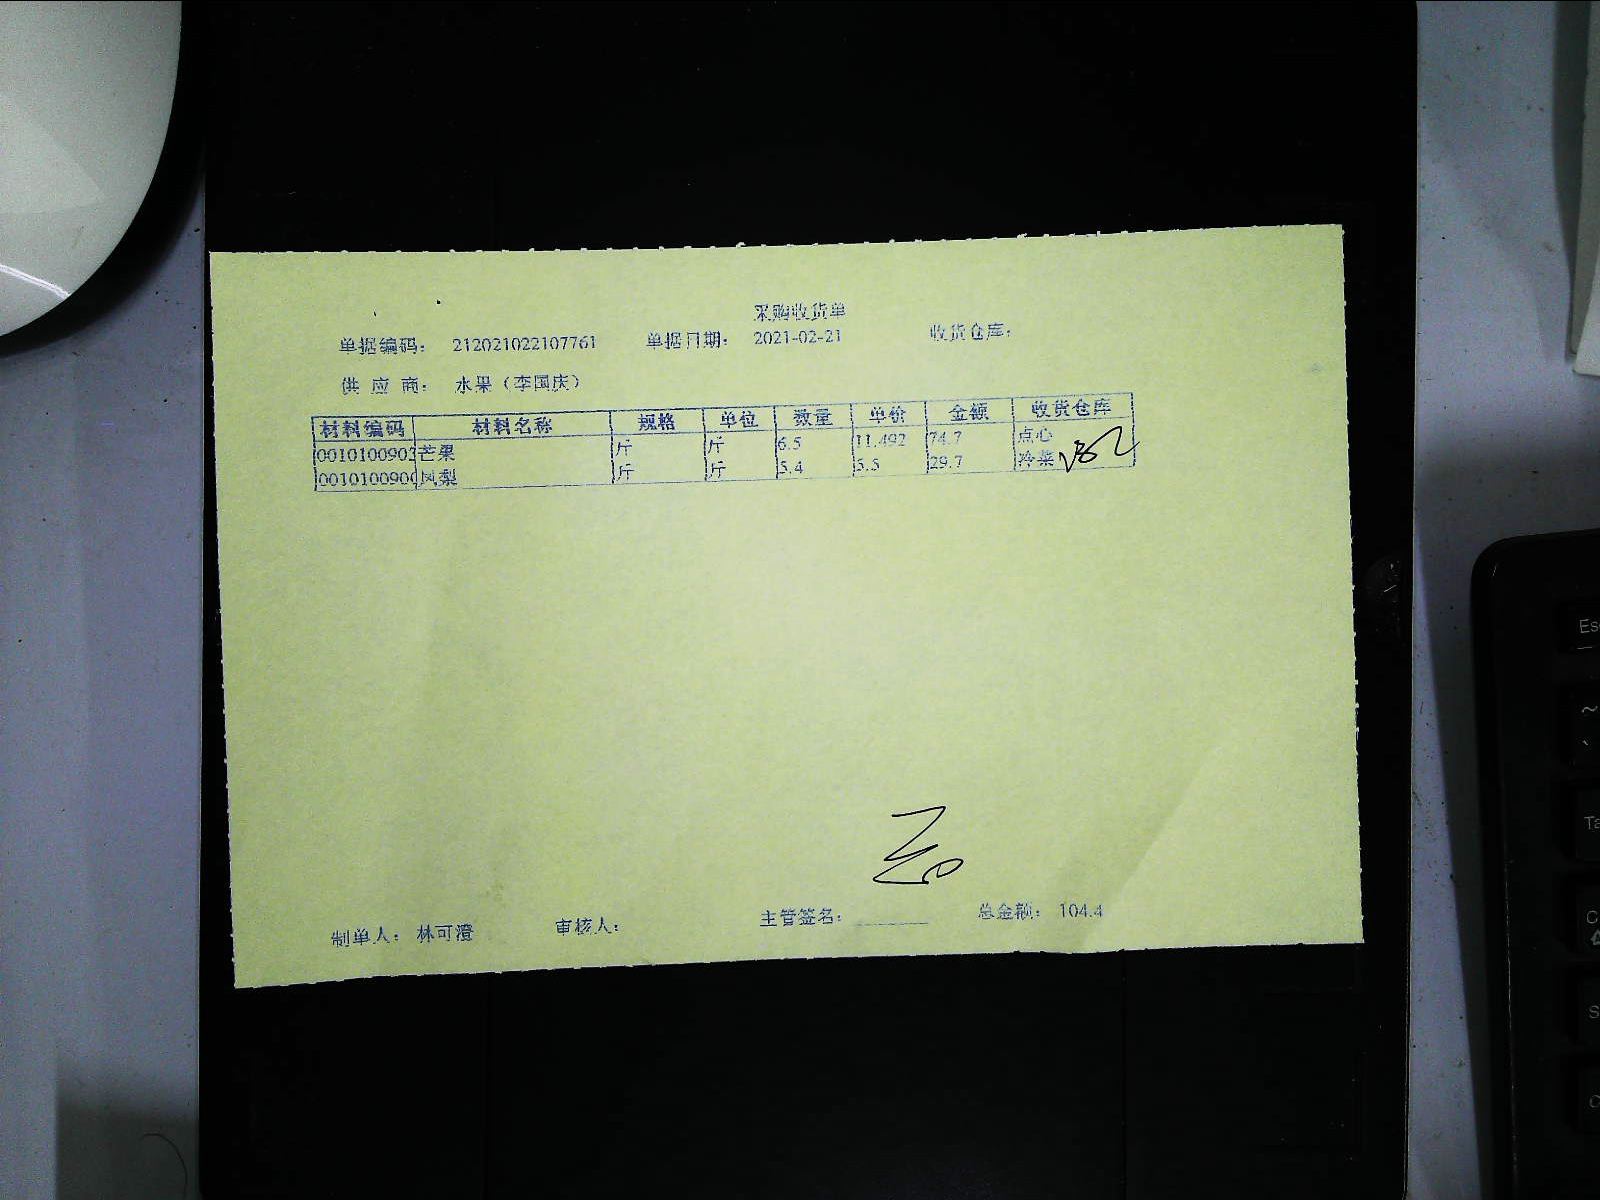 采购收货单
单据编码： 212021022107761 单据日期： 2021-02-21 收货仓库：
供 应 商： 水果（李国庆）
材料编码 材料名称 规格 单位 数量 单价 金额 收货仓库
001010090 芒果 斤 斤 6.5 11.492 74.7 点心
001010090 凤梨 斤 斤 5.4 5.5 29.7 冷菜
制单人： 林可澄 审核人： 主管签名： 总金额： 104.4
Esc